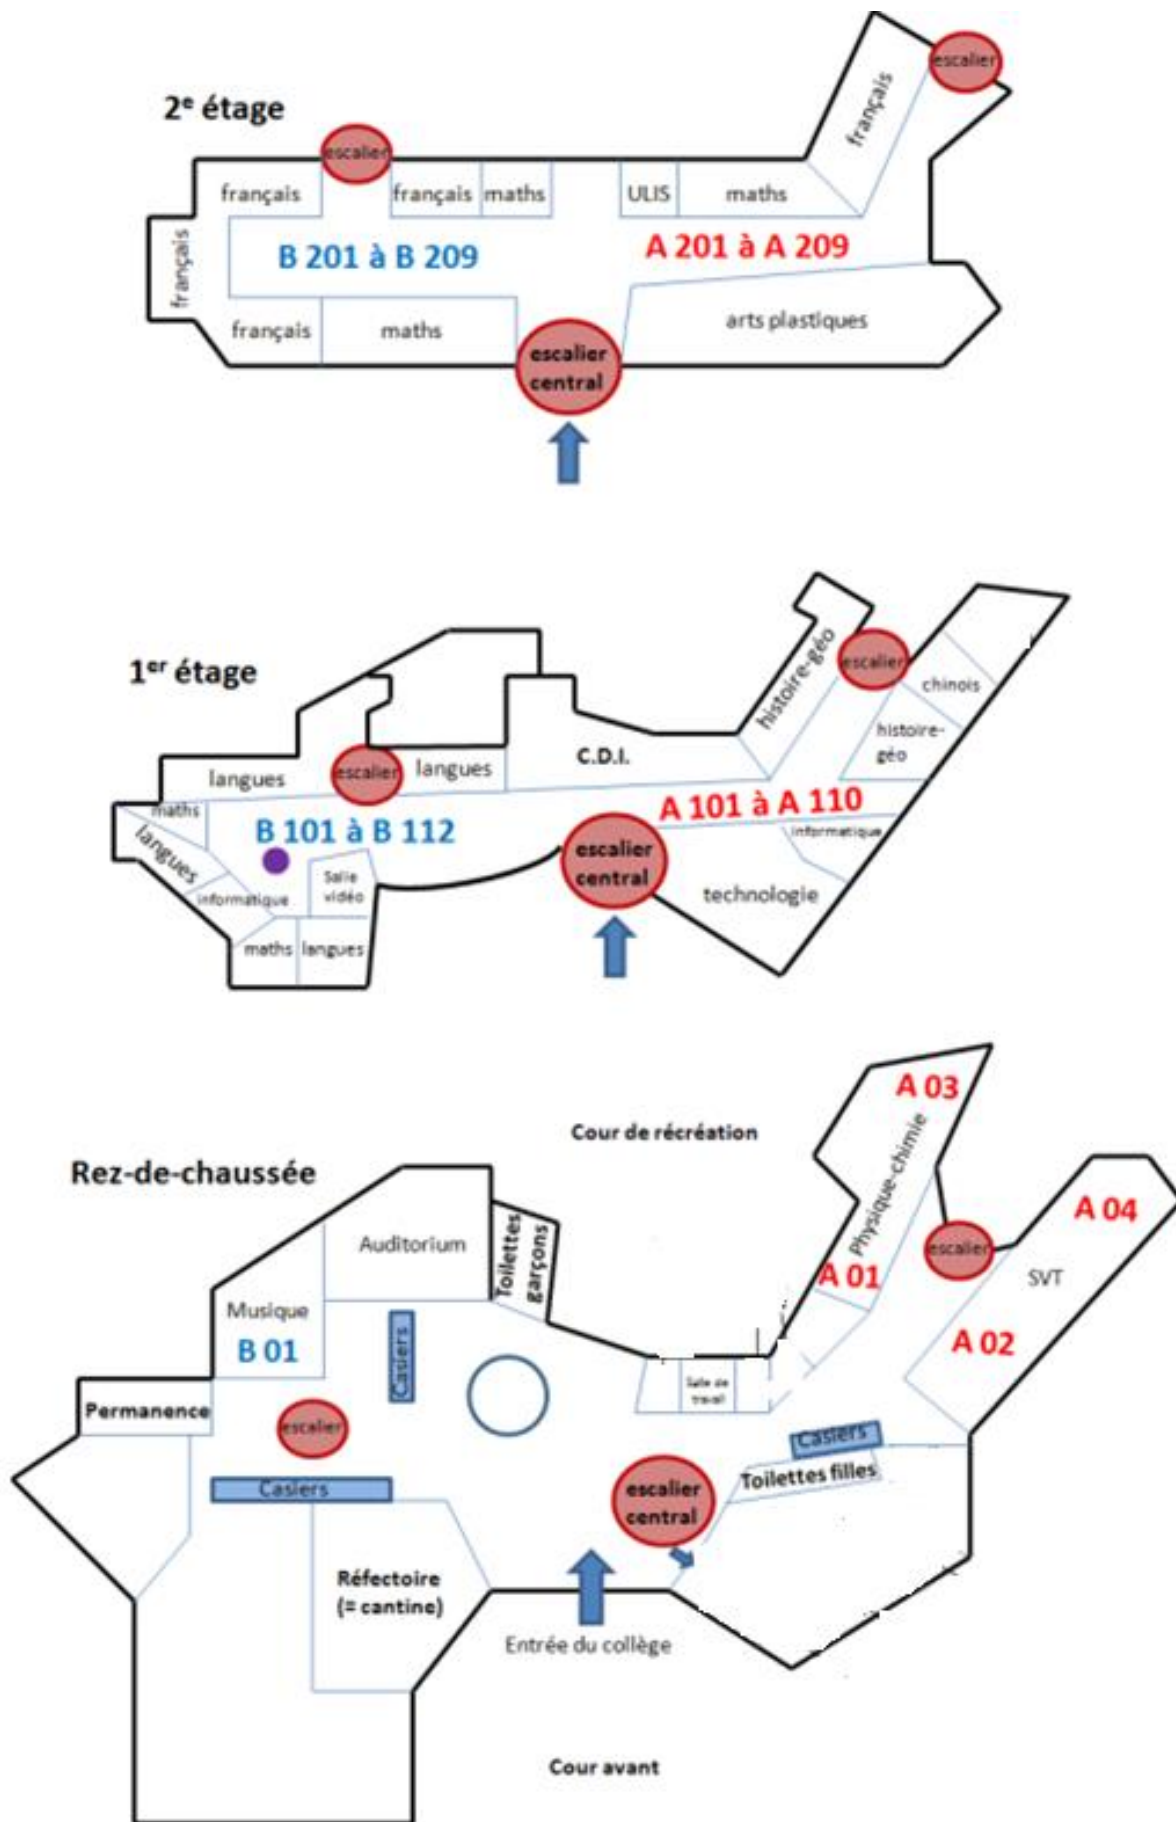 2e étage
escalier
français
escalier
français
français
maths
ULIS
maths
français
B 201 à B 209
A 201 à A 209
français
maths
arts plastiques
escalier
central
1er étage
histoire-géo
escalier
chinois
histoire-
géo
langues
escalier
langues
C.D.I.
maths
B 101 à B 112
A 101 à A 110
langues
informatique
Salle
vidéo
informatique
escalier
central
technologie
maths
langues
Rez-de-chaussée
Cour de récréation
A 03
Physique-chimie
A 01
escalier
A 04
SVT
A 02
Auditorium
Toilettes
garçons
Musique
B 01
Casiers
Permanence
escalier
Salle de
travail
Casiers
Casiers
Toilettes filles
escalier
central
Réfectoire
(= cantine)
Entrée du collège
Cour avant